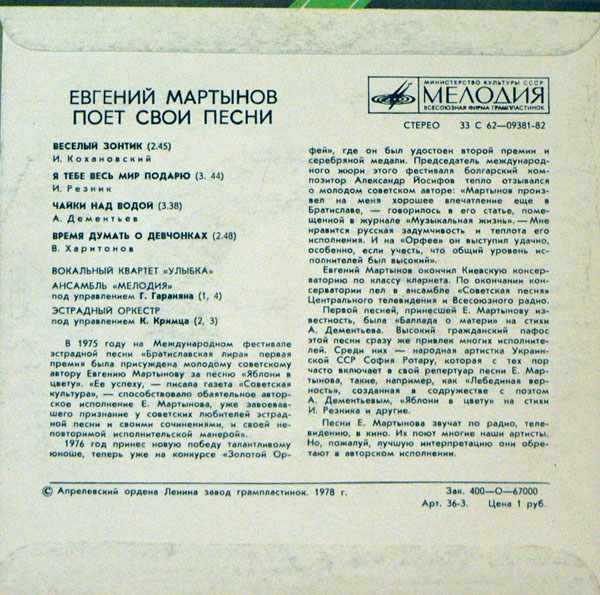 ЕВГЕНИЙ МАРТЫНОВ
ПОЕТ СВОИ ПЕСНИ
МИНИСТЕРСТВО КУЛЬТУРЫ СССР
МЕЛОДИЯ
ВСЕСОЮЗНАЯ ФИРМА ГРАМПЛАСТИНОК
СТЕРЕО 33 С 62—09381-82
ВЕСЕЛЫЙ ЗОНТИК (2.45)
И. Кохановский
Я ТЕБЕ ВЕСЬ МИР ПОДАРЮ (3. 44)
И. Резник
ЧАЙКИ НАД ВОДОЙ (3.38)
А. Дементьев
ВРЕМЯ ДУМАТЬ О ДЕВЧОНКАХ (2.48)
В. Харитонов
ВОКАЛЬНЫЙ КВАРТЕТ «УЛЫБКА»
АНСАМБЛЬ «МЕЛОДИЯ»
под управлением Г. Гараняна (1, 4)
ЭСТРАДНЫЙ ОРКЕСТР
под управлением К. Кримца (2, 3)
В 1975 году на Международном фестивале
эстрадной песни «Братиславская лира» первая
премия была присуждена молодому советскому
автору Евгению Мартынову за песню «Яблони в
цвету». «Ее успеху, — писала газета «Советская
культура», — способствовало обаятельное автор-
ское исполнение Е. Мартынова, уже завоевав-
шего признание у советских любителей эстрад-
ной песни и своими сочинениями, и своей не-
повторимой исполнительской манерой».
1976 год принес новую победу талантливому
юноше, теперь уже на конкурсе «Золотой Ор-
фей», где он был удостоен второй премии и
серебряной медали. Председатель международ-
ного жюри этого фестиваля болгарский ком-
позитор Александр Йосифов тепло отзывался
о молодом советском авторе: «Мартынов произ-
вел на меня хорошее впечатление еще в
Братиславе, — говорилось в его статье, поме-
щенной в журнале «Музыкальная жизнь». — Мне
нравится русская задумчивость и теплота его
исполнения. И на «Орфее» он выступил удачно,
особенно, если учесть, что общий уровень ис-
полнителей был высокий».
Евгений Мартынов окончил Киевскую консер-
ваторию по классу кларнета. По окончании кон-
серватории пел в ансамбле «Советская песня»
Центрального телевидения и Всесоюзного радио.
Первой песней, принесшей Е. Мартынову из-
вестность, была «Баллада о матери» на стихи
А. Дементьева. Высокий гражданский пафос
этой песни сразу же привлек многих исполните-
лей. Среди них — народная артистка Украин-
ской ССР София Ротару, которая с тех пор
часто включает в свой репертуар песни Е. Мар-
тынова, такие, например, как «Лебединая вер-
ность», созданная в содружестве с поэтом
А. Дементьевым, «Яблони в цвету» на стихи
И. Резника и другие.
Песни Е. Мартынова звучат по радио, теле-
видению, в кино. Их поют многие наши артисты.
Но, пожалуй, лучшую интерпретацию они обре-
тают в авторском исполнении.
© Апрелевский ордена Ленина завод грампластинок. 1978 г.
Зак. 400—О—67000
Арт. 36-3. Цена 1 руб.